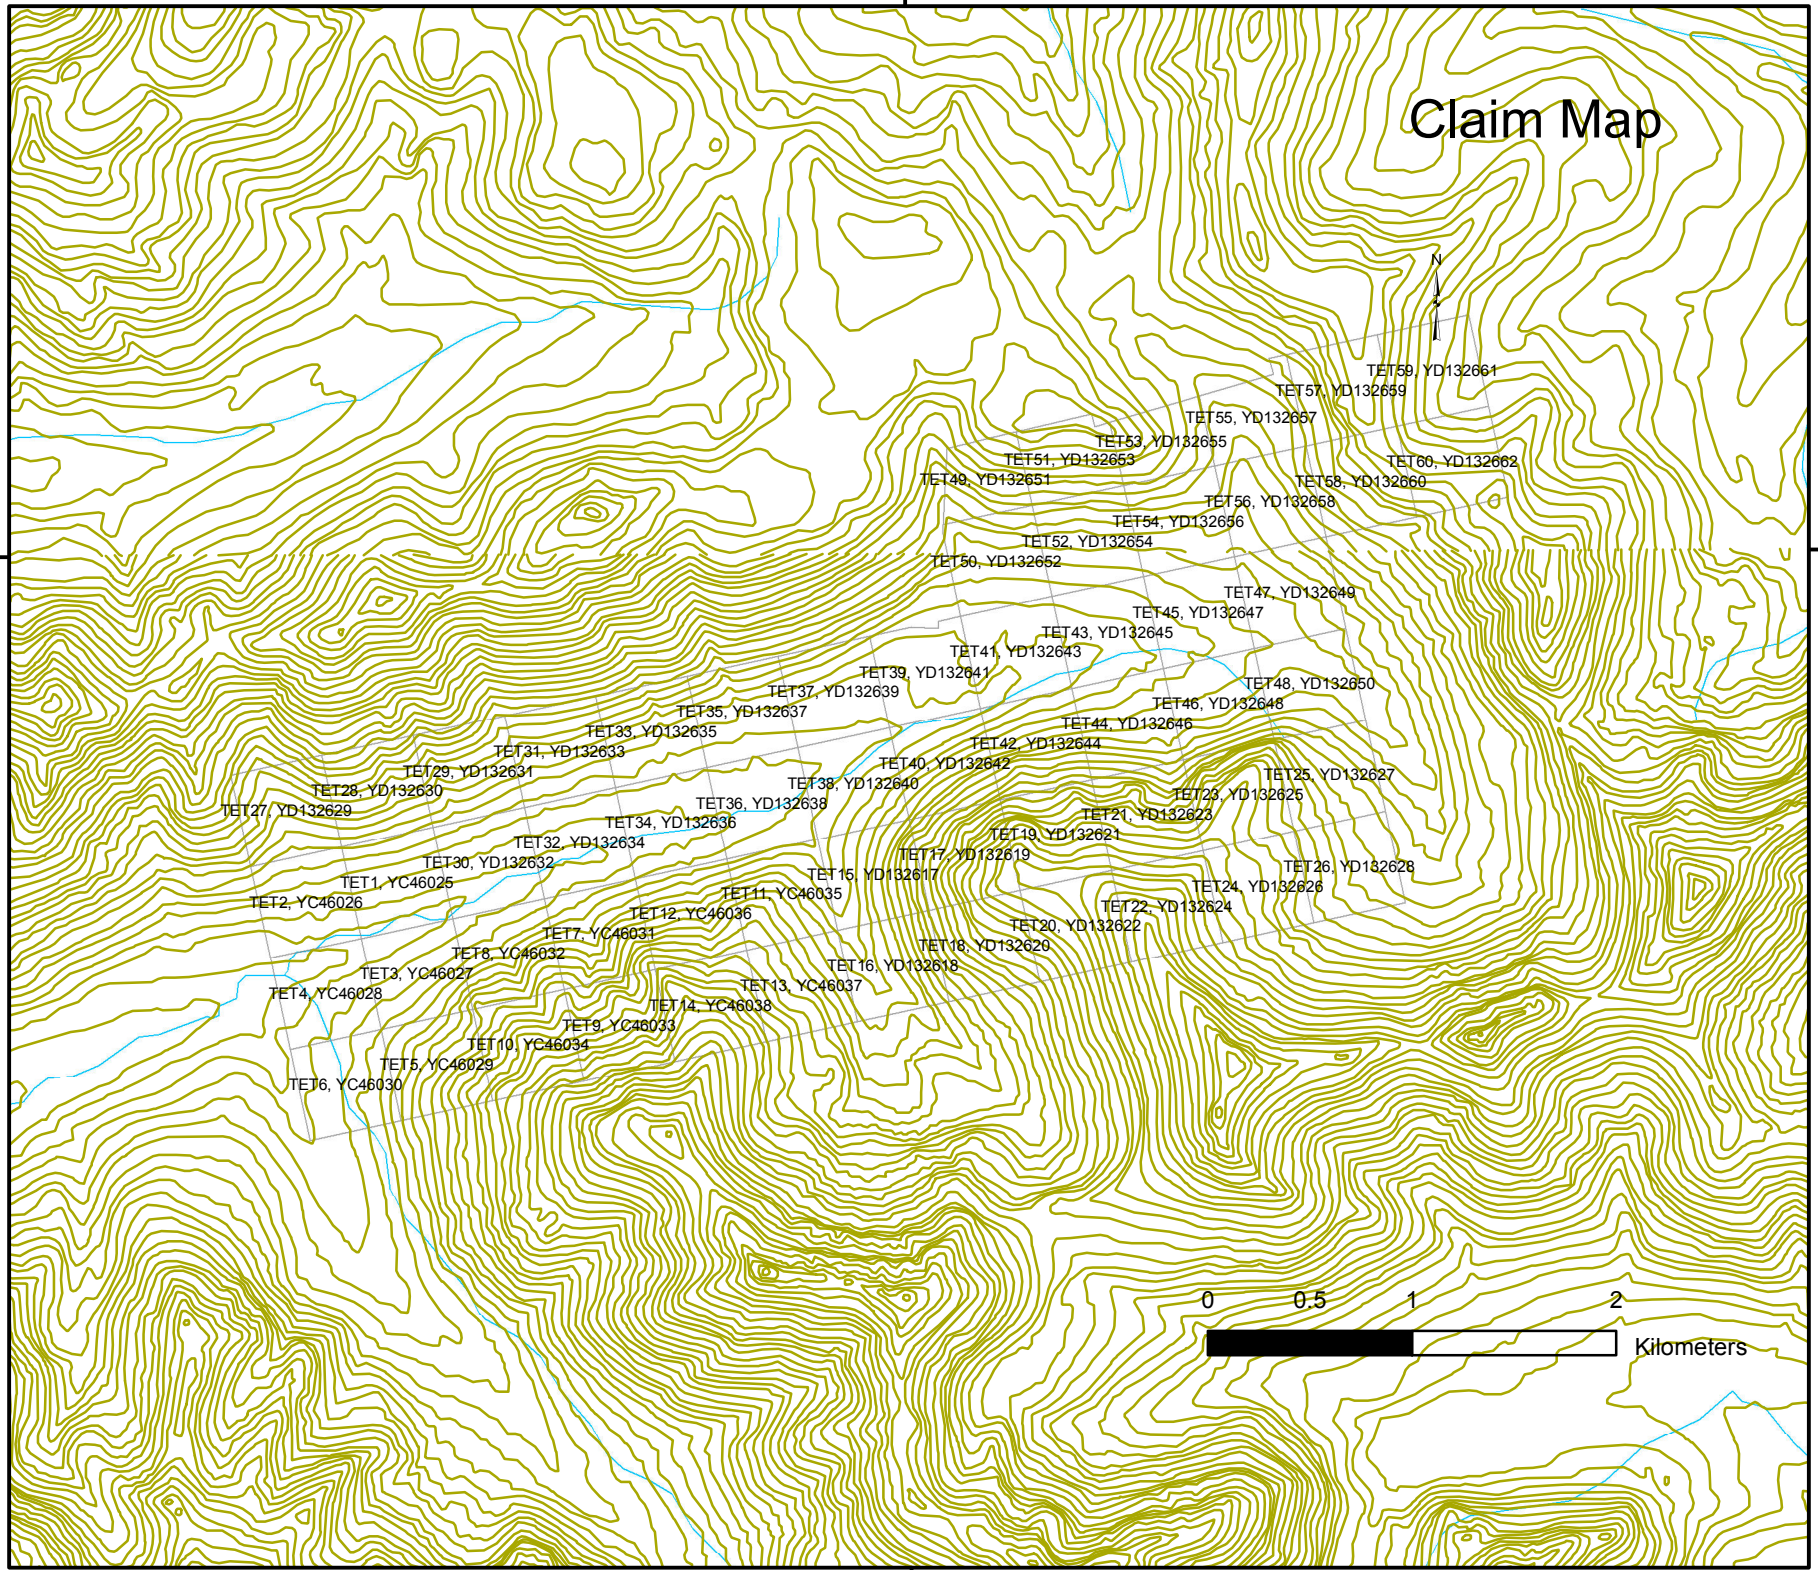 Claim Map
N
TET59, YD132661
TET57, YD132659
TET55, YD132657
TET53, YD132655
TET51, YD132653
TET60, YD132662
TET49, YD132651
TET58, YD132660
TET56, YD132658
TET54, YD132656
TET52, YD132654
TET50, YD132652
TET47, YD132649
TET45, YD132647
TET43, YD132645
TET41, YD132643
TET39, YD132641
TET48, YD132650
TET37, YD132639
TET46, YD132648
TET35, YD132637
TET44, YD132646
TET33, YD132635
TET42, YD132644
TET31, YD132633
TET40, YD132642
TET29, YD132631
TET25, YD132627
TET38, YD132640
TET28, YD132630
TET23, YD132625
TET36, YD132638
TET27, YD132629
TET21, YD132623
TET34, YD132636
TET19, YD132621
TET32, YD132634
TET17, YD132619
TET30, YD132632
TET26, YD132628
TET15, YD132617
TET1, YC46025
TET24, YD132626
TET11, YC46035
TET2, YC46026
TET22, YD132624
TET12, YC46036
TET20, YD132622
TET7, YC46031
TET18, YD132620
TET8, YC46032
TET16, YD132618
TET3, YC46027
TET13, YC46037
TET4, YC46028
TET14, YC46038
TET9, YC46033
TET10, YC46034
TET5, YC46029
TET6, YC46030
0 0.5 1 2
Kilometers